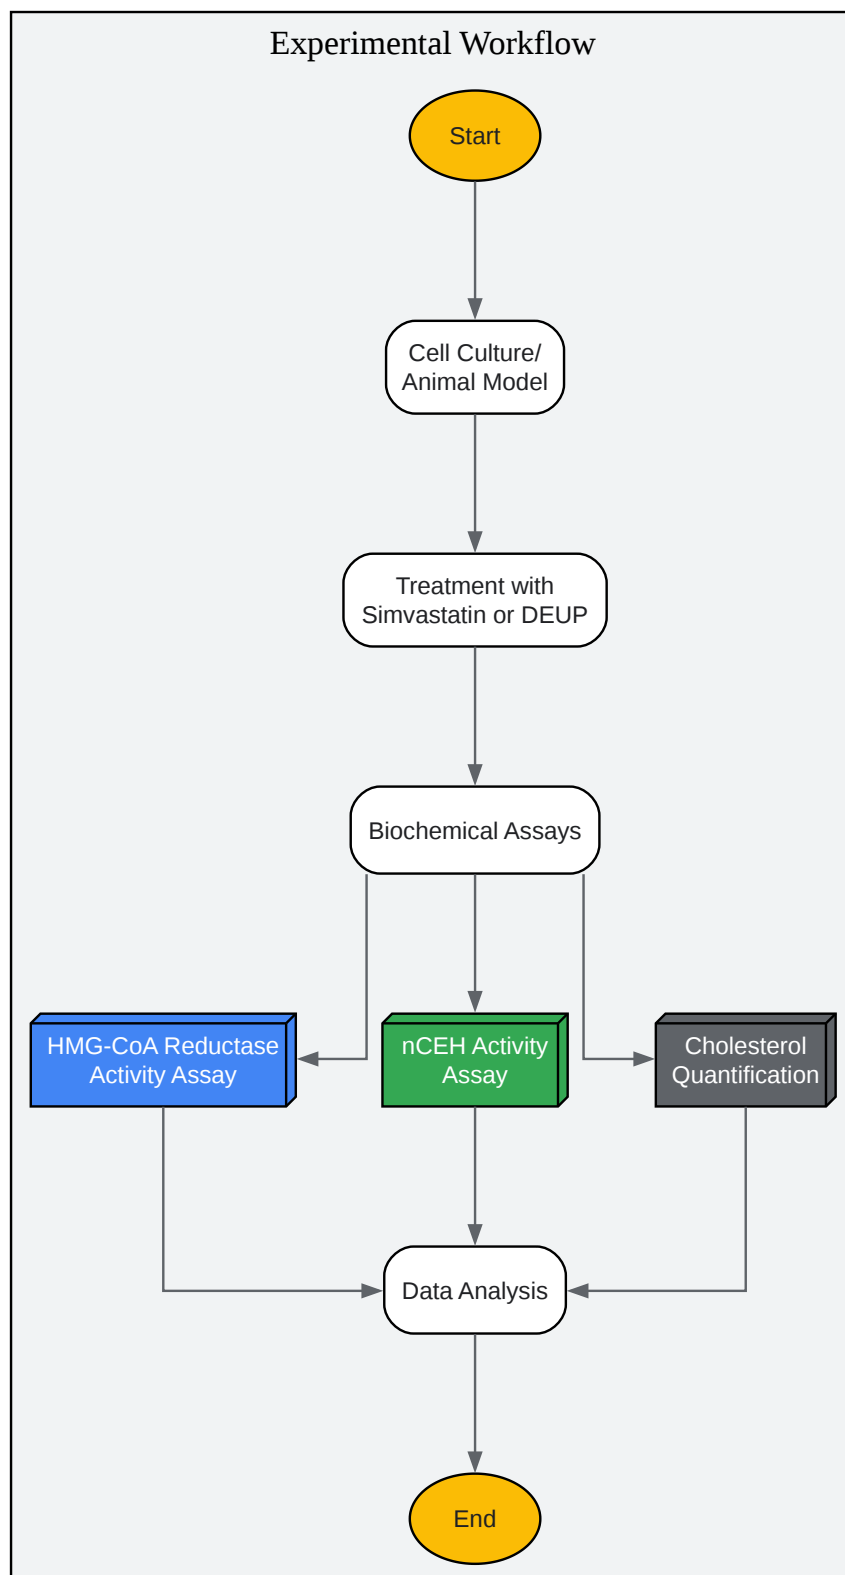 Experimental Workflow
Start
Cell Culture/
Animal Model
Treatment with
Simvastatin or DEUP
Biochemical Assays
HMG-CoA Reductase
Activity Assay
nCEH Activity
Assay
Cholesterol
Quantification
Data Analysis
End